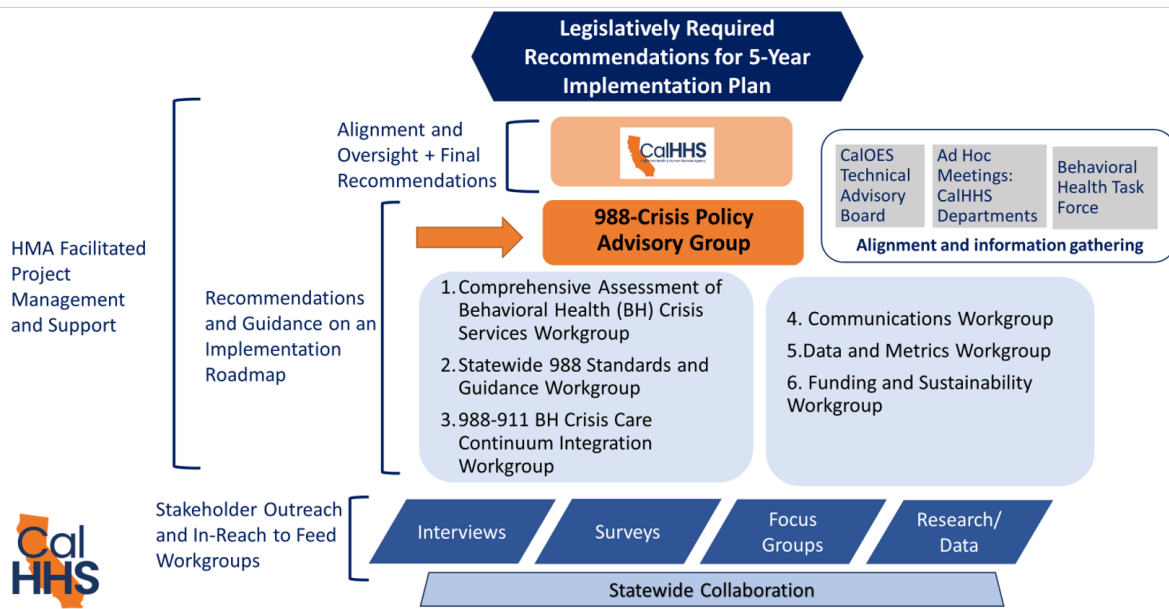 Legislatively Required
Recommendations for 5-Year
Implementation Plan
Alignment and
Oversight + Final
Recommendations
CalHHS
CalOES
Technical
Advisory
Board
Ad Hoc
Meetings:
CalHHS
Departments
Behavioral
Health Task
Force
Alignment and information gathering
988-Crisis Policy
Advisory Group
HMA Facilitated
Project
Management
and Support
Recommendations
and Guidance on an
Implementation
Roadmap
1. Comprehensive Assessment of
Behavioral Health (BH) Crisis
Services Workgroup
2. Statewide 988 Standards and
Guidance Workgroup
3. 988-911 BH Crisis Care
Continuum Integration
Workgroup
4. Communications Workgroup
5. Data and Metrics Workgroup
6. Funding and Sustainability
Workgroup
Stakeholder Outreach
and In-Reach to Feed
Workgroups
Interviews
Surveys
Focus
Groups
Research/
Data
Statewide Collaboration
Cal
HHS